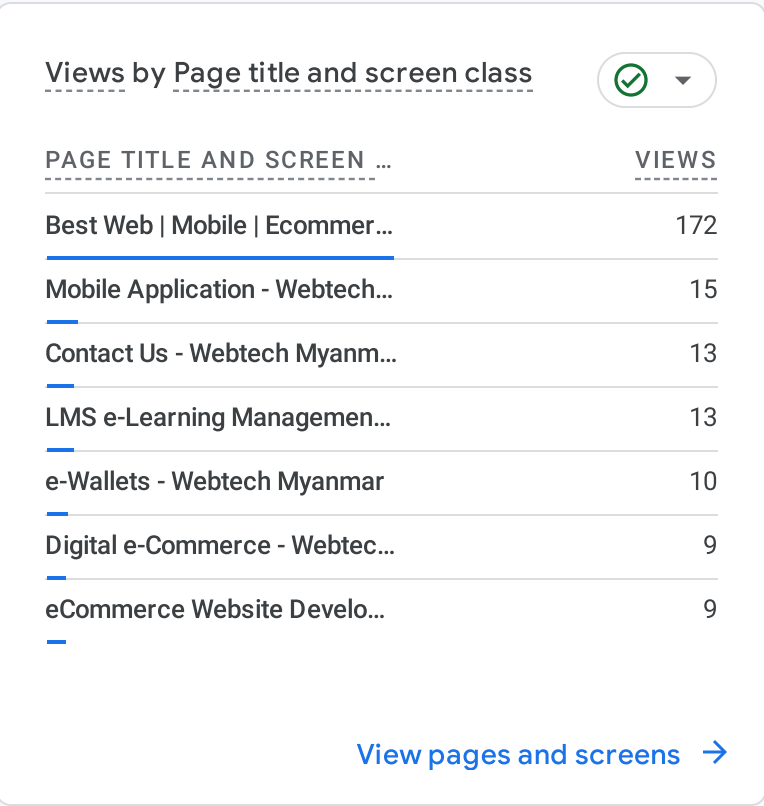 Views by Page title and screen class
PAGE TITLE AND SCREEN … VIEWS
Best Web | Mobile | Ecommer… 172
Mobile Application - Webtech… 15
Contact Us - Webtech Myanm… 13
LMS e-Learning Managemen… 13
e-Wallets - Webtech Myanmar 10
Digital e-Commerce - Webtec… 9
eCommerce Website Develo… 9
View pages and screens